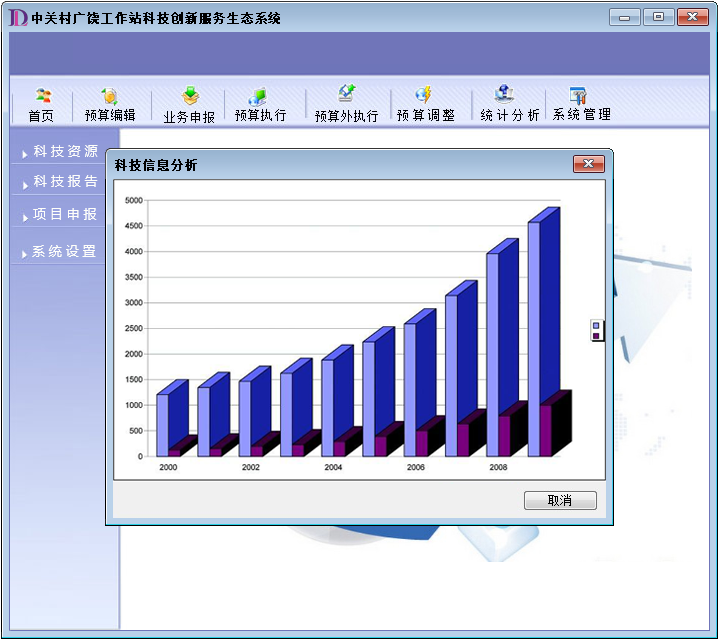 中关村广饶工作站科技创新服务生态系统
首页 预算编辑 业务申报 预算执行 预算外执行 预算调整 统计分析 系统管理
科技资源
科技报告
项目申报
系统设置
科技信息分析
5000
4500
4000
3500
3000
2500
2000
1500
1000
500
0
2000 2002 2004 2006 2008
取消